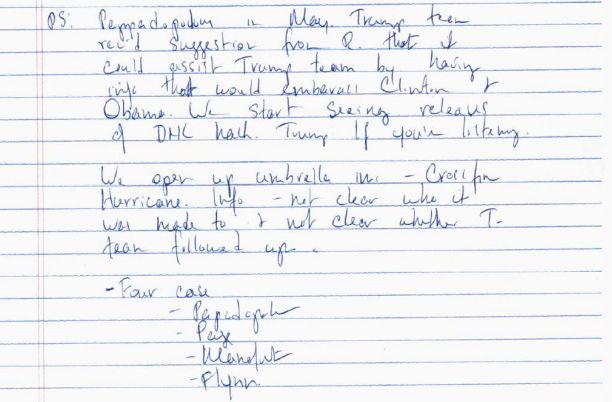 PS: Pappadopodum in May. Trump team
rec'd suggestion from R. that it
could assist Trump team by having
info that would embarass Clinton &
Obama. We start seeing releases
of DNC hack. Trump If you're listening.
We open up umbrella inv. - Crossfire
Hurricane. Info - not clear who it
was made to & not clear whether T-
team followed up.
- Four case
- Papadoph
- Page
- Manafort
- Flynn